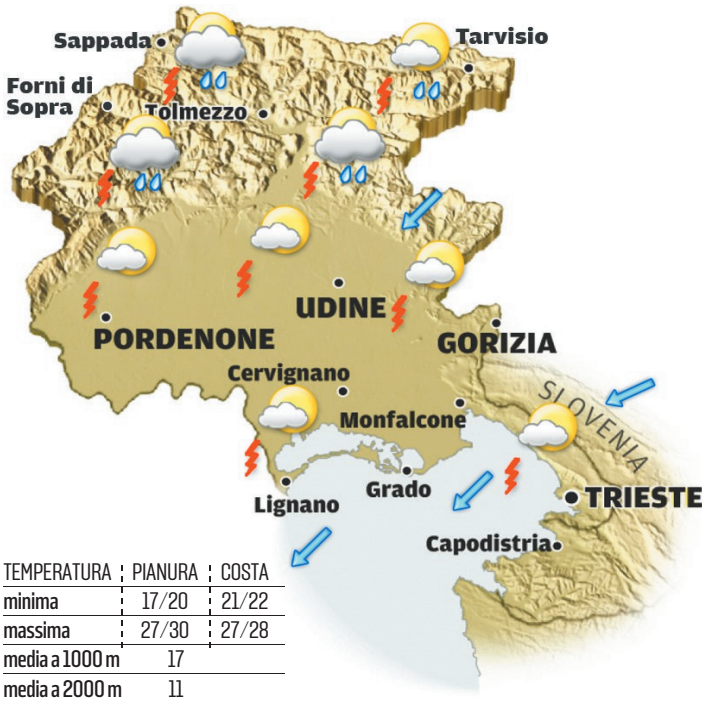 Sappada
Tarvisio
Forni di
Sopra
Tolmezzo
UDINE
PORDENONE
GORIZIA
Cervignano
SLOVENIA
Monfalcone
Grado
Lignano
TRIESTE
Capodistria
TEMPERATURA PIANURA COSTA
minima 17/20 21/22
massima 27/30 27/28
media a 1000 m 17
media a 2000 m 11